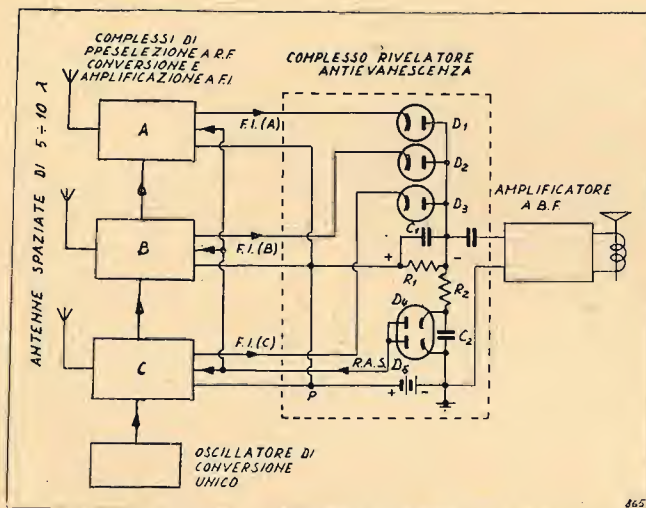 COMPLESSI DI
PPESELEZIONE A R.F.
CONVERSIONE E
AMPLIFICAZIONE A F.I.
COMPLESSO RIVELATORE
ANTIEVANESCENZA
ANTENNE SPAZIATE DI 5÷10 λ
A
F.I.(A)
D1
D2
B
F.I.(B)
D3
C1
AMPLIFICATORE
A B.F.
+
-
R1
R2
D4
C2
C
F.I.(C)
R.A.S.
D5
P
+
-
OSCILLATORE DI
CONVERSIONE
UNICO
865